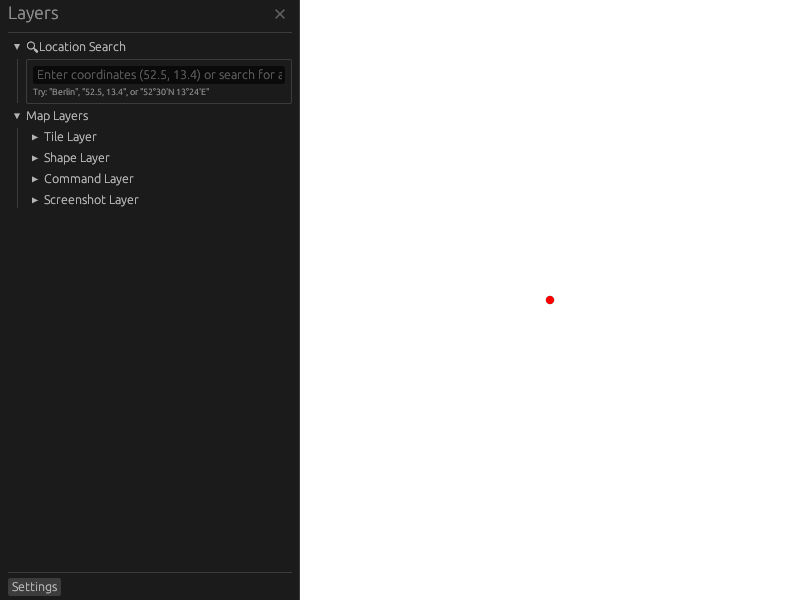 Layers
Location Search
Enter coordinates (52.5, 13.4) or search for a
Try: "Berlin", "52.5, 13.4", or "52°30'N 13°24'E"
Map Layers
Tile Layer
Shape Layer
Command Layer
Screenshot Layer
Settings